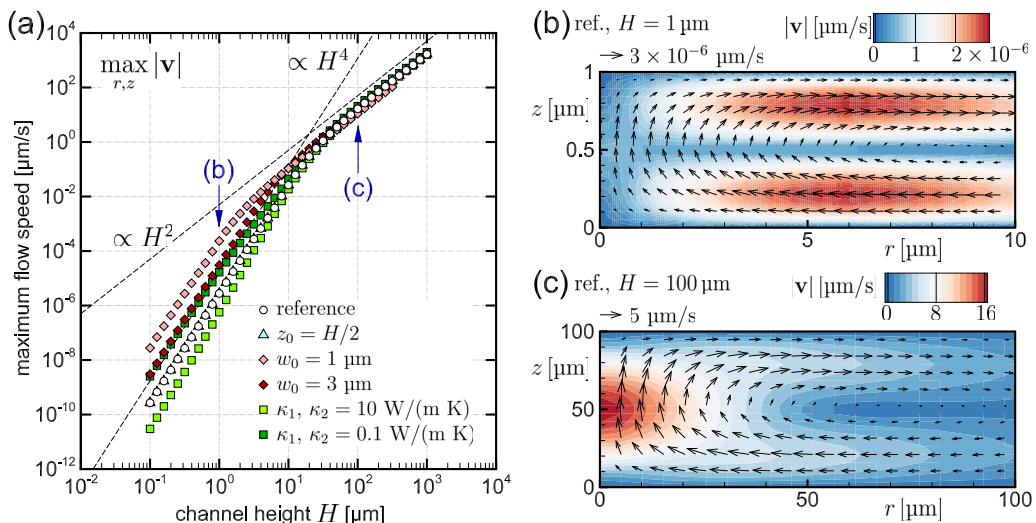 (a)
10⁴
10²
10⁰
10⁻²
10⁻⁴
10⁻⁶
10⁻⁸
10⁻¹⁰
10⁻¹²
maximum flow speed [µm/s]
max |v|
r,z
∝ H⁴
∝ H²
(b)
(c)
reference
z₀ = H/2
w₀ = 1 µm
w₀ = 3 µm
κ₁, κ₂ = 10 W/(m K)
κ₁, κ₂ = 0.1 W/(m K)
10⁻² 10⁻¹ 10⁰ 10¹ 10² 10³ 10⁴
channel height H [µm]
(b) ref., H = 1 µm
|v| [µm/s]
0 1 2 × 10⁻⁶
3 × 10⁻⁶ µm/s
z [µm]
1
0.5
0
0 5 10
r [µm]
(c) ref., H = 100 µm
|v| [µm/s]
0 8 16
5 µm/s
z [µm]
100
50
0
0 50 100
r [µm]